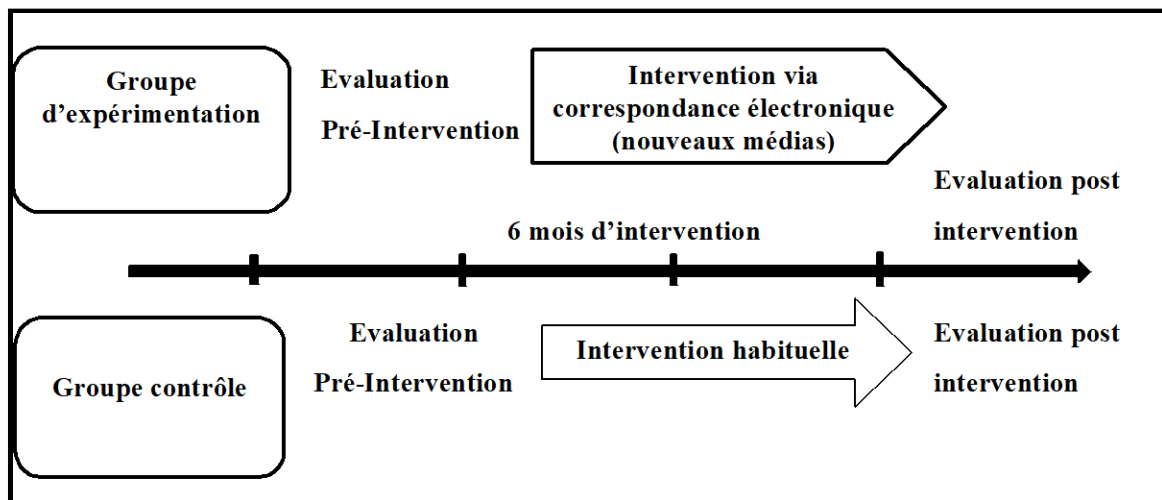 Groupe
d’expérimentation
Evaluation
Pré-Intervention
Intervention via
correspondance électronique
(nouveaux médias)
Evaluation post
intervention
6 mois d’intervention
Groupe contrôle
Evaluation
Pré-Intervention
Intervention habituelle
Evaluation post
intervention